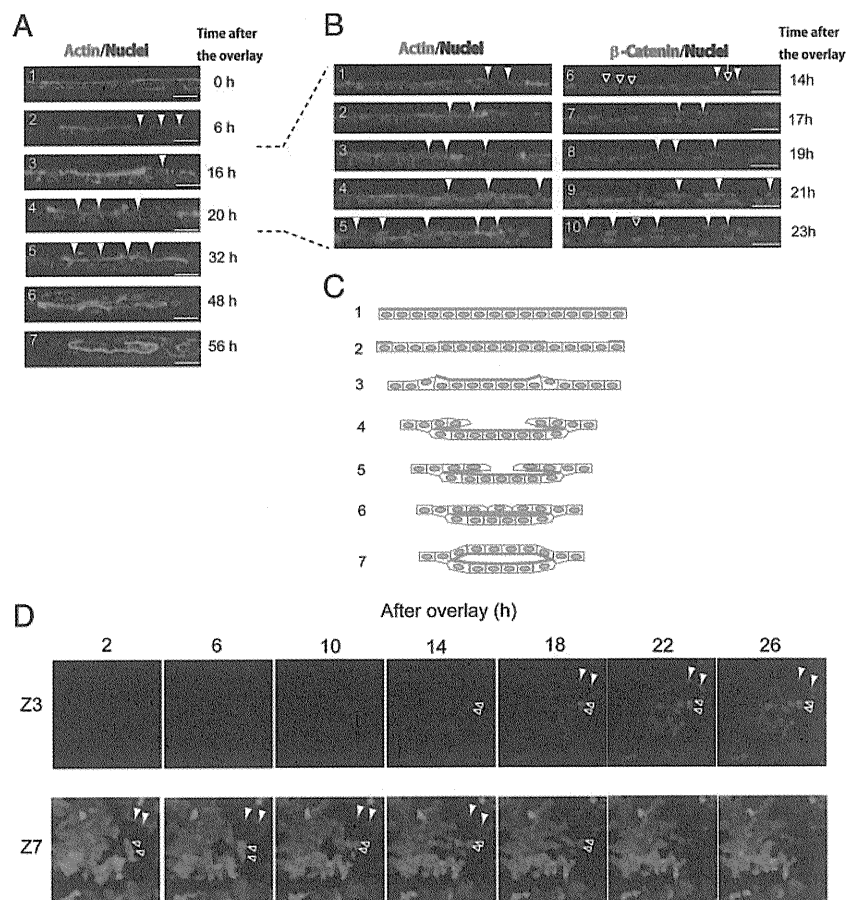 A
Actin/Nuclei
Time after
the overlay
1
0 h
2
6 h
3
16 h
4
20 h
5
32 h
6
48 h
7
56 h
B
Actin/Nuclei
β-Catenin/Nuclei
Time after
the overlay
1
6
14h
2
7
17h
3
8
19h
4
9
21h
5
10
23h
C
1
2
3
4
5
6
7
D
After overlay (h)
2 6 10 14 18 22 26
Z3
Z7